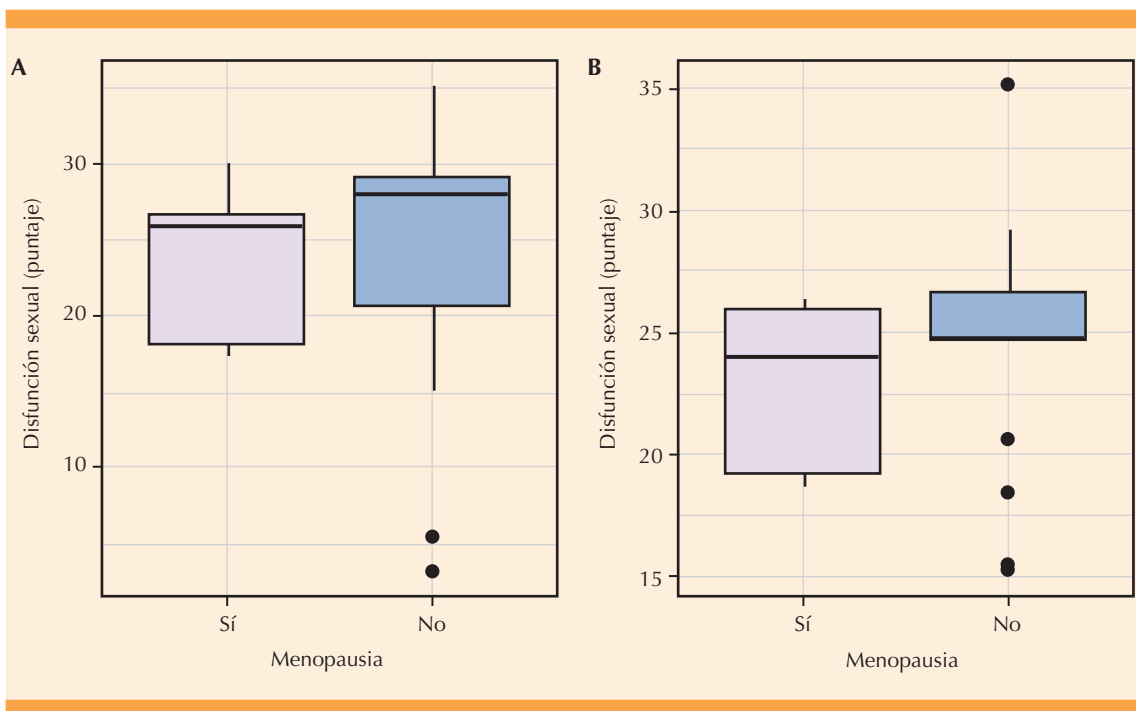 A
Disfunción sexual (puntaje)
30
20
10
Sí
No
Menopausia
B
Disfunción sexual (puntaje)
35
30
25
20
15
Sí
No
Menopausia